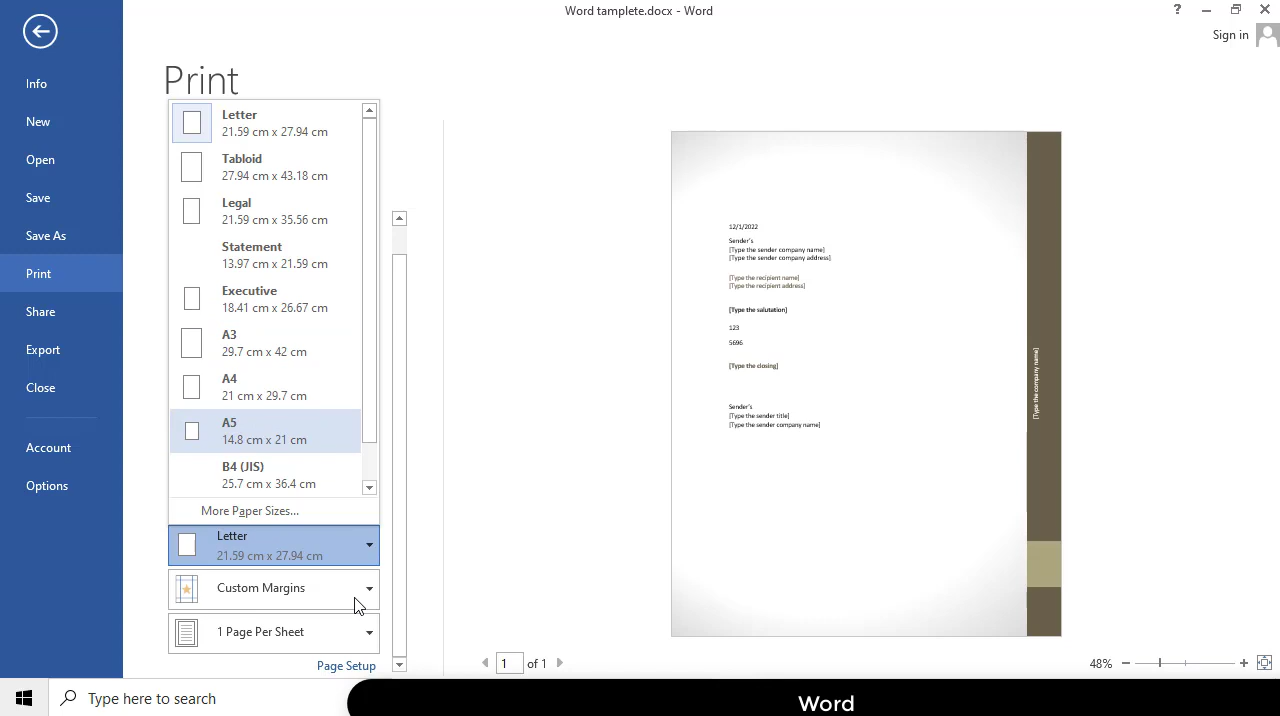 Word tamplete.docx - Word
?
Sign in
Info
New
Open
Save
Save As
Print
Share
Export
Close
Account
Options
Print
Letter
21.59 cm x 27.94 cm
Tabloid
27.94 cm x 43.18 cm
Legal
21.59 cm x 35.56 cm
Statement
13.97 cm x 21.59 cm
Executive
18.41 cm x 26.67 cm
A3
29.7 cm x 42 cm
A4
21 cm x 29.7 cm
A5
14.8 cm x 21 cm
B4 (JIS)
25.7 cm x 36.4 cm
More Paper Sizes...
Letter
21.59 cm x 27.94 cm
Custom Margins
1 Page Per Sheet
Page Setup
12/1/2022
Sender's
[Type the sender company name]
[Type the sender company address]
[Type the recipient name]
[Type the recipient address]
[Type the salutation]
123
5696
[Type the closing]
Sender's
[Type the sender title]
[Type the sender company name]
[Type the company name]
1 of 1
48%
Type here to search
Word